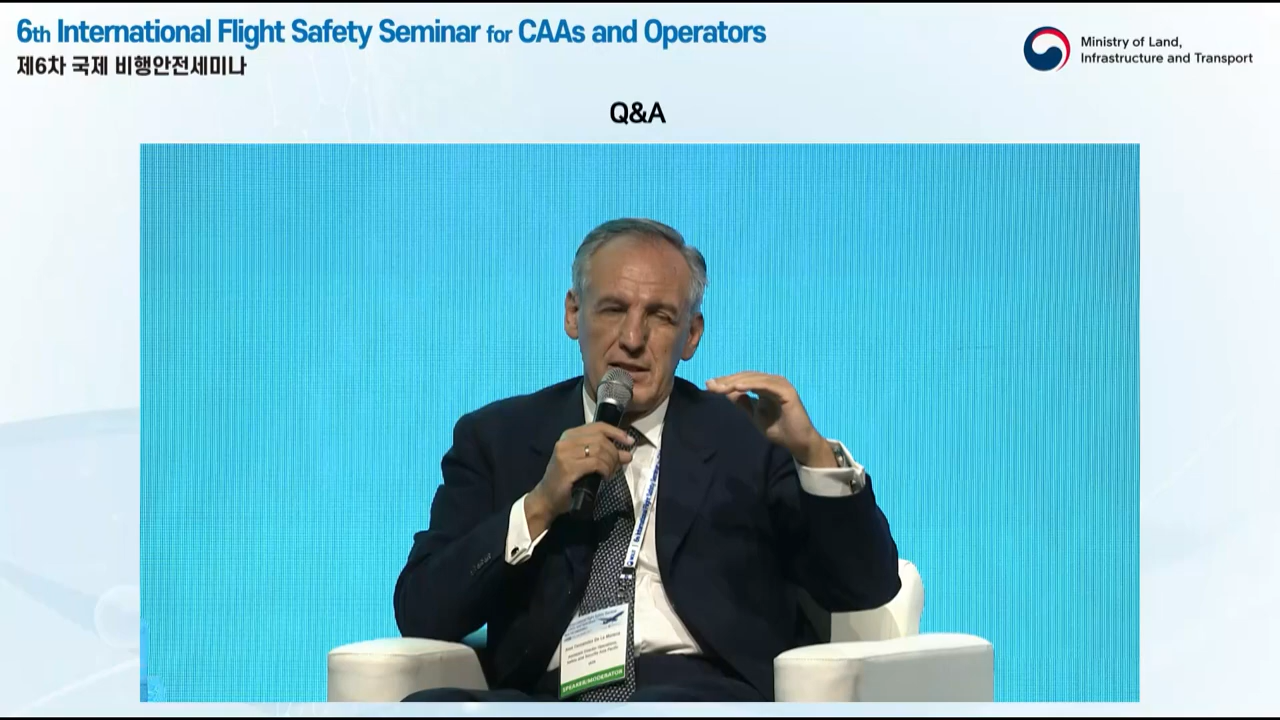 6th International Flight Safety Seminar for CAAs and Operators
제6차 국제 비행안전세미나
Ministry of Land,
Infrastructure and Transport
Q&A
SPEAKER/MODERATOR